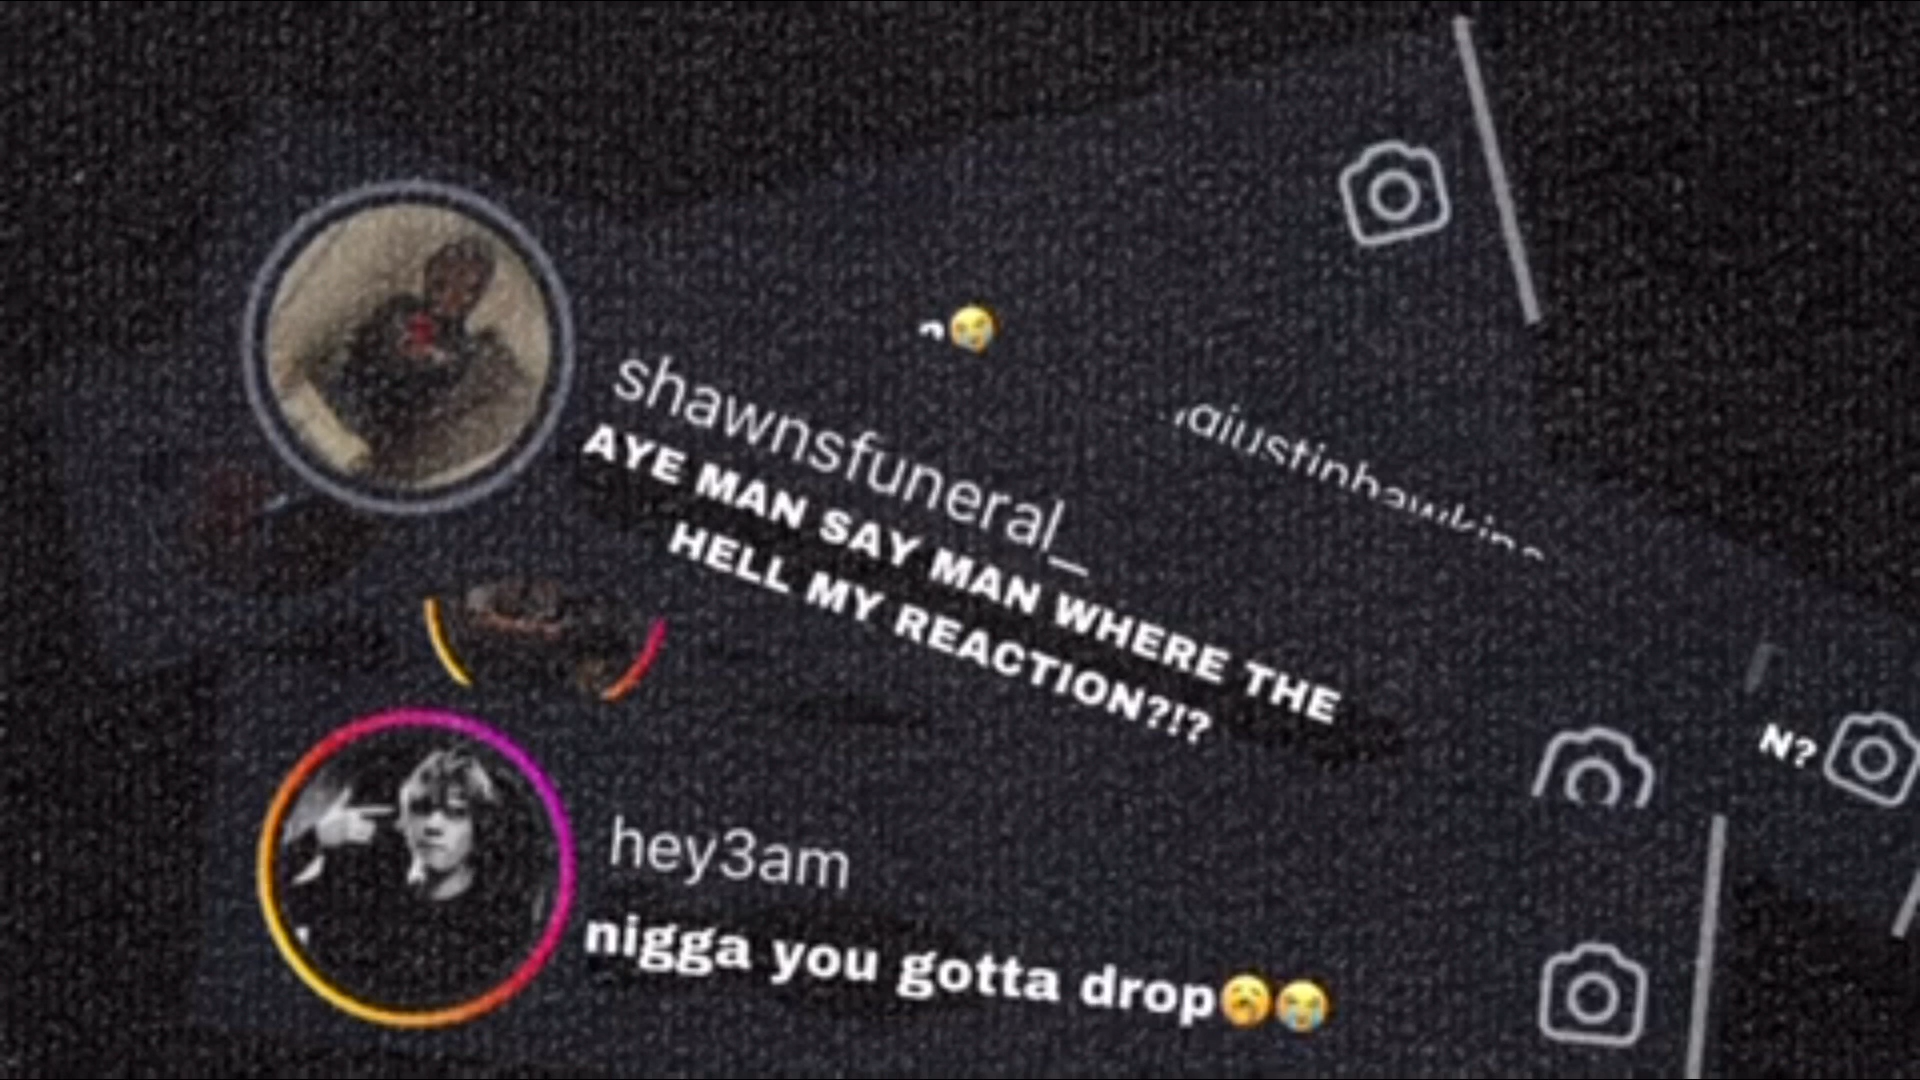 shawnsfuneral_
AYE MAN SAY MAN WHERE THE
HELL MY REACTION?!?
N?
hey3am
nigga you gotta drop😫😭